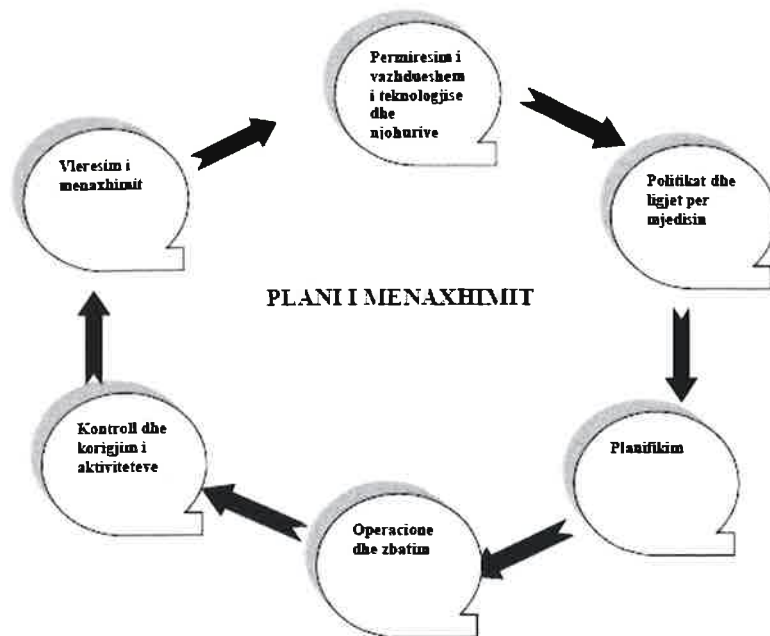 Permiresim i
vazhdueshem
i teknologjise
dhe
njohurive
Politikat dhe
ligjet per
mjedisin
Planifikim
Operacione
dhe zbatim
Kontroll dhe
korigjim i
aktiviteteve
Vleresim i
menaxhimit
PLANI I MENAXHIMIT